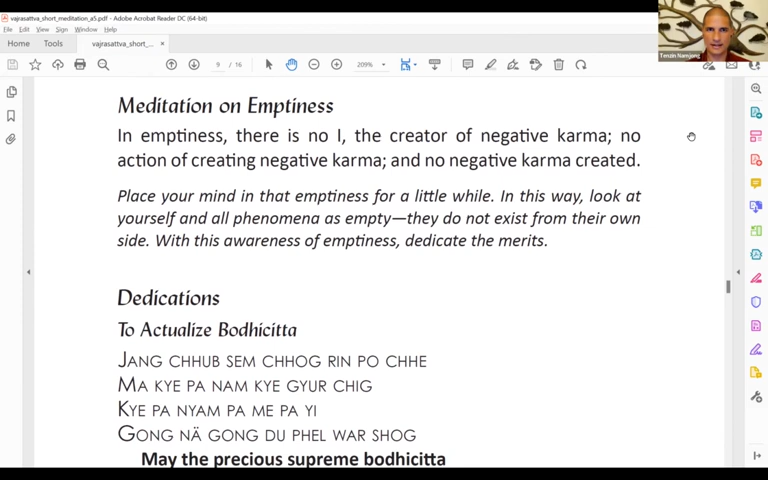 vajrasattva_short_meditation_a5.pdf - Adobe Acrobat Reader DC (64-bit)
File Edit View Sign Window Help
Home Tools vajrasattva_short_... ×
9 / 16 209%
Tenzin Namjong
Meditation on Emptiness
In emptiness, there is no I, the creator of negative karma; no
action of creating negative karma; and no negative karma created.
Place your mind in that emptiness for a little while. In this way, look at
yourself and all phenomena as empty—they do not exist from their own
side. With this awareness of emptiness, dedicate the merits.
Dedications
To Actualize Bodhicitta
JANG CHHUB SEM CHHOG RIN PO CHHE
MA KYE PA NAM KYE GYUR CHIG
KYE PA NYAM PA ME PA YI
GONG NÄ GONG DU PHEL WAR SHOG
May the precious supreme bodhicitta